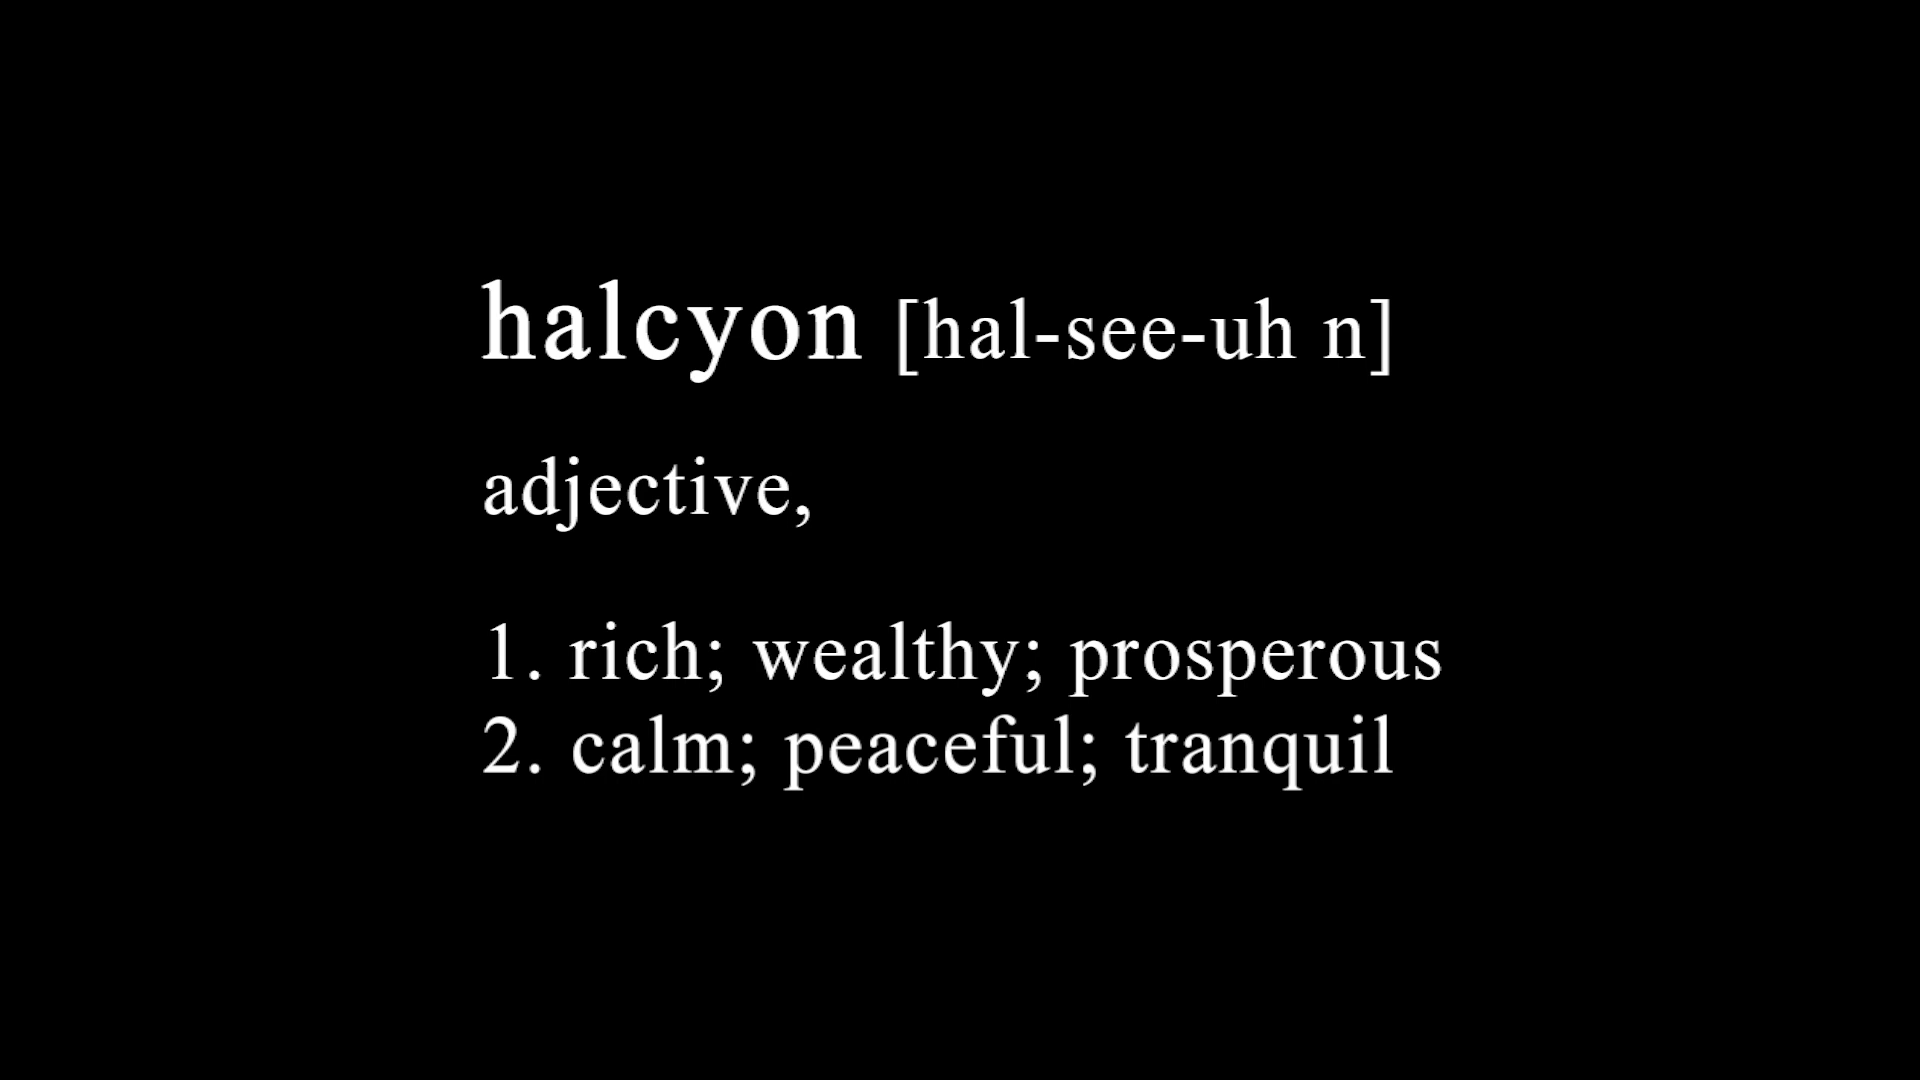 halcyon [hal-see-uh n]
adjective,
1. rich; wealthy; prosperous
2. calm; peaceful; tranquil